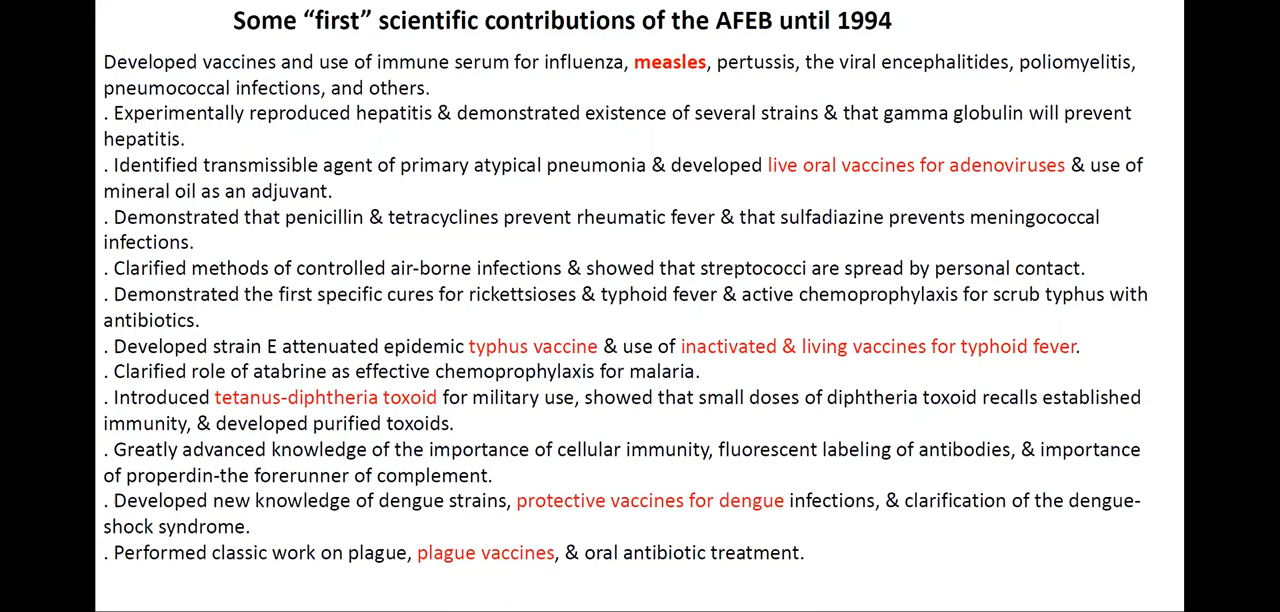 Some “first” scientific contributions of the AFEB until 1994
Developed vaccines and use of immune serum for influenza, measles, pertussis, the viral encephalitides, poliomyelitis,
pneumococcal infections, and others.
. Experimentally reproduced hepatitis & demonstrated existence of several strains & that gamma globulin will prevent
hepatitis.
. Identified transmissible agent of primary atypical pneumonia & developed live oral vaccines for adenoviruses & use of
mineral oil as an adjuvant.
. Demonstrated that penicillin & tetracyclines prevent rheumatic fever & that sulfadiazine prevents meningococcal
infections.
. Clarified methods of controlled air-borne infections & showed that streptococci are spread by personal contact.
. Demonstrated the first specific cures for rickettsioses & typhoid fever & active chemoprophylaxis for scrub typhus with
antibiotics.
. Developed strain E attenuated epidemic typhus vaccine & use of inactivated & living vaccines for typhoid fever.
. Clarified role of atabrine as effective chemoprophylaxis for malaria.
. Introduced tetanus-diphtheria toxoid for military use, showed that small doses of diphtheria toxoid recalls established
immunity, & developed purified toxoids.
. Greatly advanced knowledge of the importance of cellular immunity, fluorescent labeling of antibodies, & importance
of properdin-the forerunner of complement.
. Developed new knowledge of dengue strains, protective vaccines for dengue infections, & clarification of the dengue-
shock syndrome.
. Performed classic work on plague, plague vaccines, & oral antibiotic treatment.